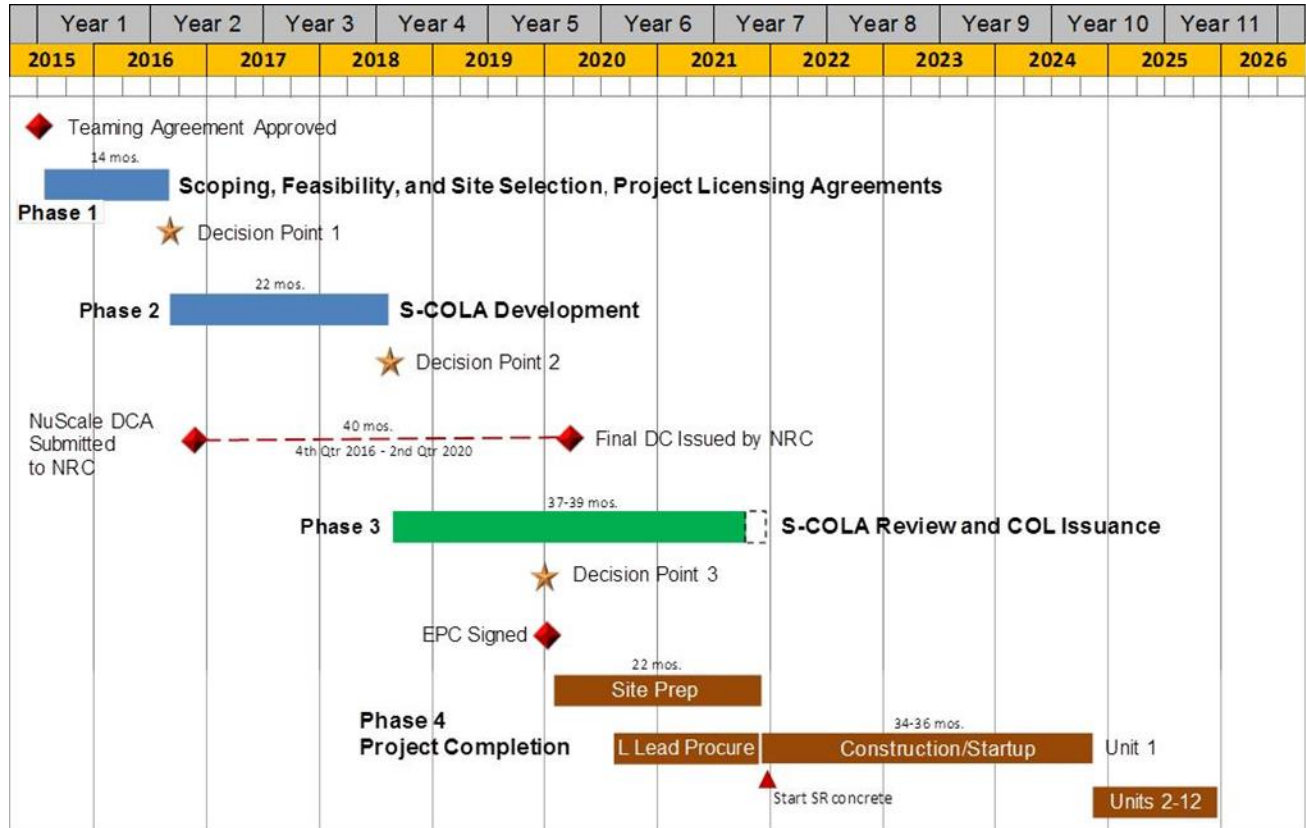 Year 1 Year 2 Year 3 Year 4 Year 5 Year 6 Year 7 Year 8 Year 9 Year 10 Year 11
2015 2016 2017 2018 2019 2020 2021 2022 2023 2024 2025 2026
Teaming Agreement Approved
14 mos.
Scoping, Feasibility, and Site Selection, Project Licensing Agreements
Phase 1
Decision Point 1
22 mos.
Phase 2
S-COLA Development
Decision Point 2
NuScale DCA
Submitted
to NRC
40 mos.
4th Qtr 2016 - 2nd Qtr 2020
Final DC Issued by NRC
37-39 mos.
Phase 3
S-COLA Review and COL Issuance
Decision Point 3
EPC Signed
22 mos.
Site Prep
Phase 4
Project Completion
L Lead Procure
34-36 mos.
Construction/Startup
Unit 1
Start SR concrete
Units 2-12